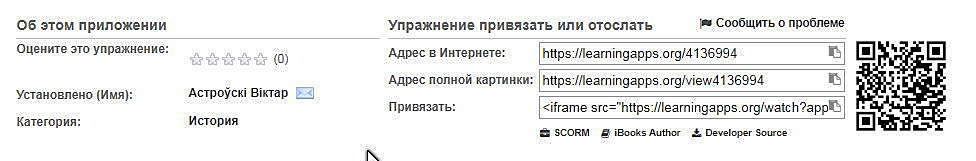 Об этом приложении
Оцените это упражнение:
(0)
Установлено (Имя):
Астроўскі Віктар
Категория:
История
Упражнение привязать или отослать
Сообщить о проблеме
Адрес в Интернете:
https://learningapps.org/4136994
Адрес полной картинки:
https://learningapps.org/view4136994
Привязать:
<iframe src="https://learningapps.org/watch?app
SCORM iBooks Author Developer Source